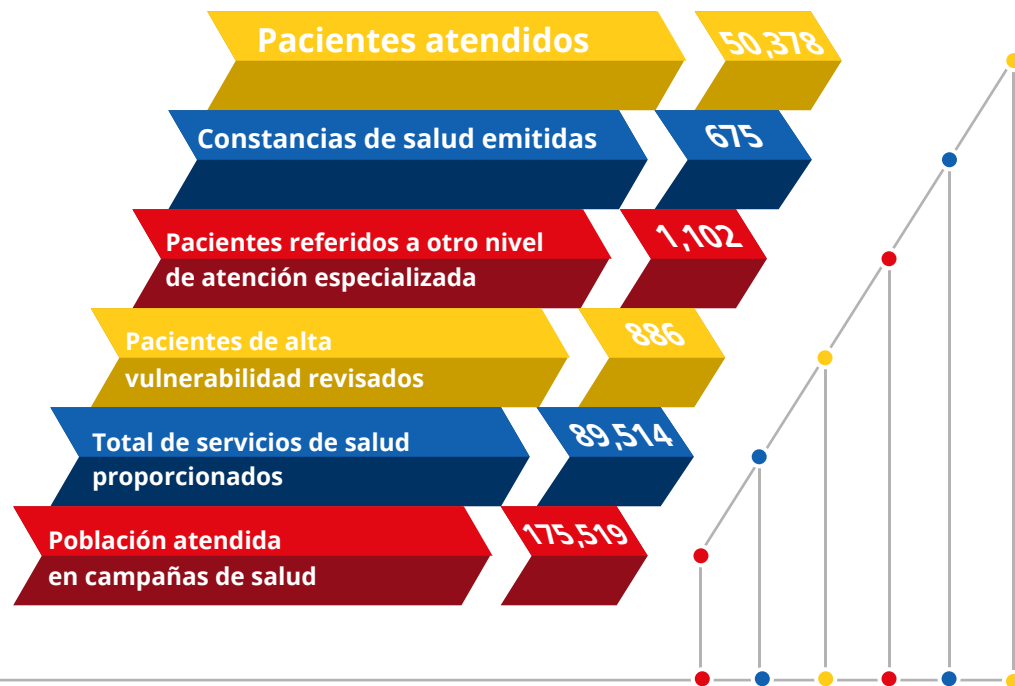 Pacientes atendidos
50,378
Constancias de salud emitidas
675
Pacientes referidos a otro nivel
de atención especializada
1,102
Pacientes de alta
vulnerabilidad revisados
886
Total de servicios de salud
proporcionados
89,514
Población atendida
en campañas de salud
175,519